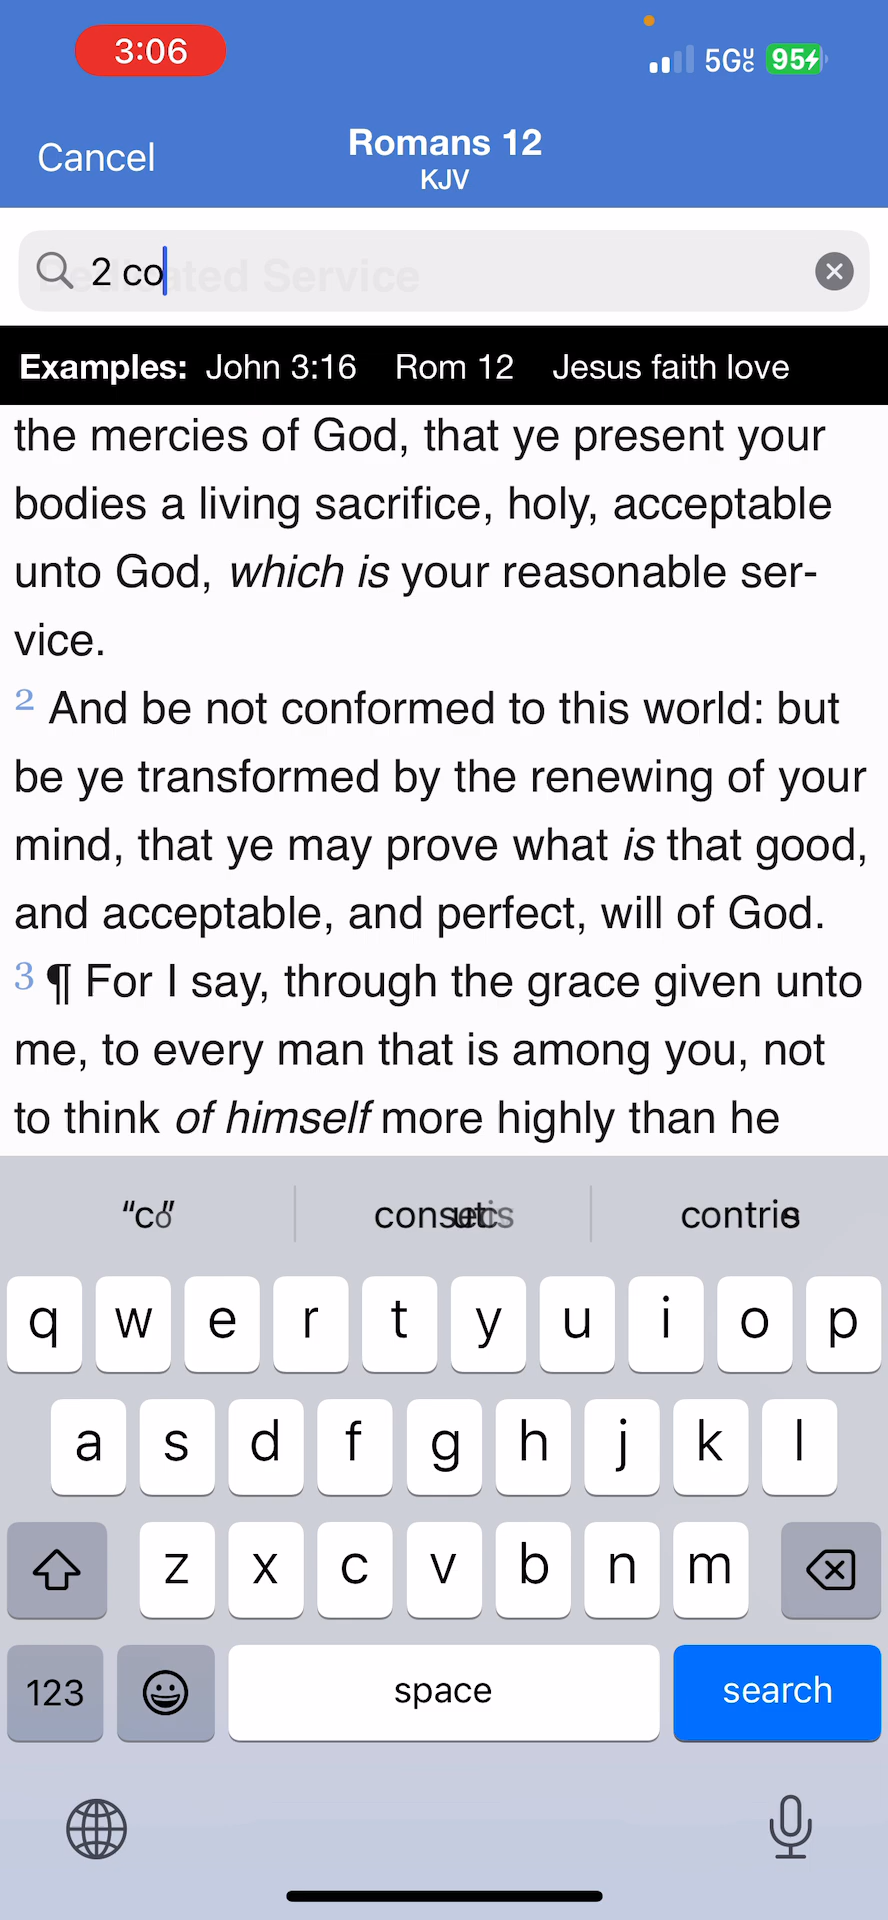 3:06
5G UC 95
Cancel
Romans 12
KJV
2 co
Dedicated Service
Examples: John 3:16 Rom 12 Jesus faith love
the mercies of God, that ye present your
bodies a living sacrifice, holy, acceptable
unto God, which is your reasonable ser-
vice.
2 And be not conformed to this world: but
be ye transformed by the renewing of your
mind, that ye may prove what is that good,
and acceptable, and perfect, will of God.
3 ¶ For I say, through the grace given unto
me, to every man that is among you, not
to think of himself more highly than he
“co”
q w e r t y u i o p
a s d f g h j k l
z x c v b n m
123 space search